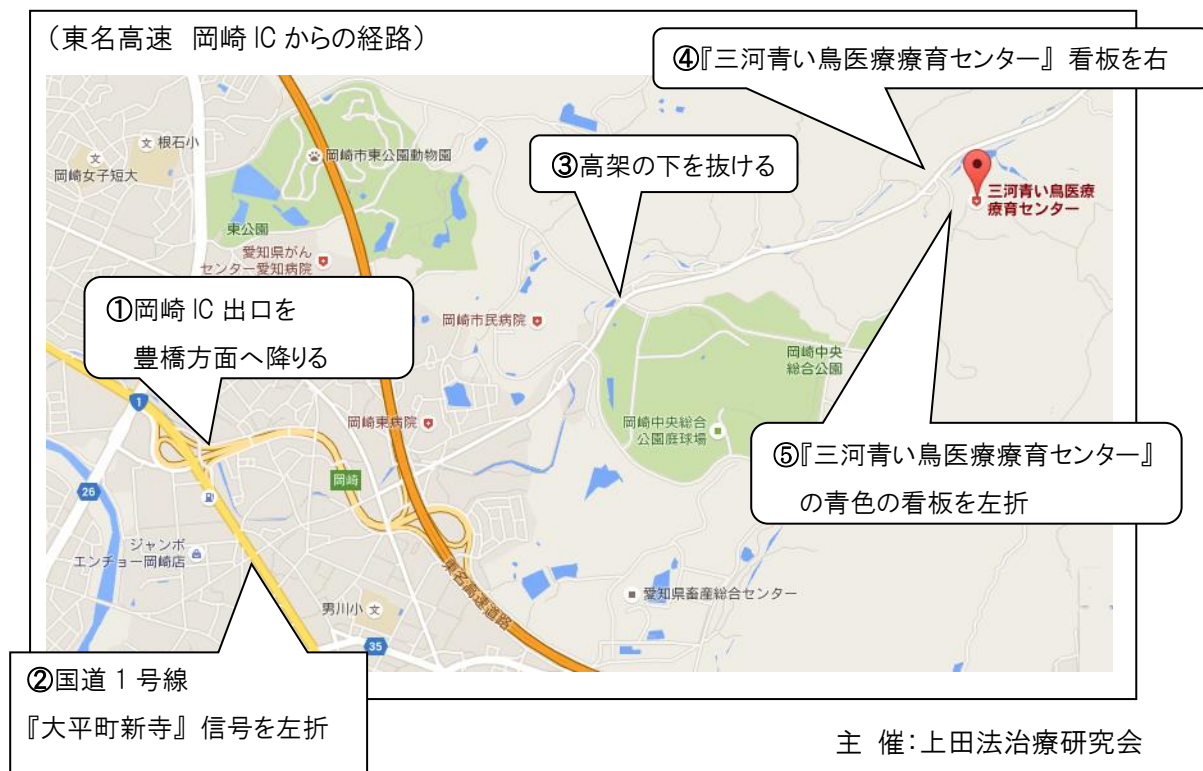 （東名高速　岡崎 IC からの経路）
④『三河青い鳥医療療育センター』 看板を右
文 根石小
文
岡崎女子短大
岡崎市東公園動物園
③高架の下を抜ける
三河青い鳥医療
療育センター
東公園
愛知県がん
センター愛知病院
①岡崎 IC 出口を
豊橋方面へ降りる
岡崎市民病院
岡崎中央
総合公園
1
岡崎東病院
岡崎中央総合
公園庭球場
⑤『三河青い鳥医療療育センター』
の青色の看板を左折
岡崎
26
ジャンボ
エンチョー岡崎店
東名高速道路
愛知県畜産総合センター
男川小 文
35
②国道 1 号線
『大平町新寺』 信号を左折
主 催：上田法治療研究会